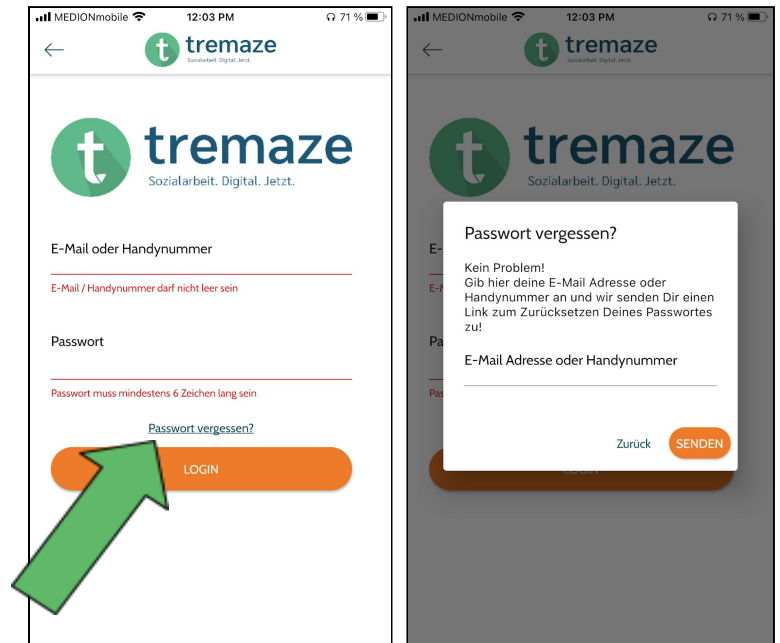 MEDIONmobile 12:03 PM 71 %
tremaze
Sozialarbeit. Digital. Jetzt.
tremaze
Sozialarbeit. Digital. Jetzt.
E-Mail oder Handynummer
E-Mail / Handynummer darf nicht leer sein
Passwort
Passwort muss mindestens 6 Zeichen lang sein
Passwort vergessen?
LOGIN
MEDIONmobile 12:03 PM 71 %
tremaze
Sozialarbeit. Digital. Jetzt.
tremaze
Sozialarbeit. Digital. Jetzt.
E-
E-M
Pa
Pas
Passwort vergessen?
Kein Problem!
Gib hier deine E-Mail Adresse oder
Handynummer an und wir senden Dir einen
Link zum Zurücksetzen Deines Passwortes
zu!
E-Mail Adresse oder Handynummer
Zurück SENDEN
LOGIN